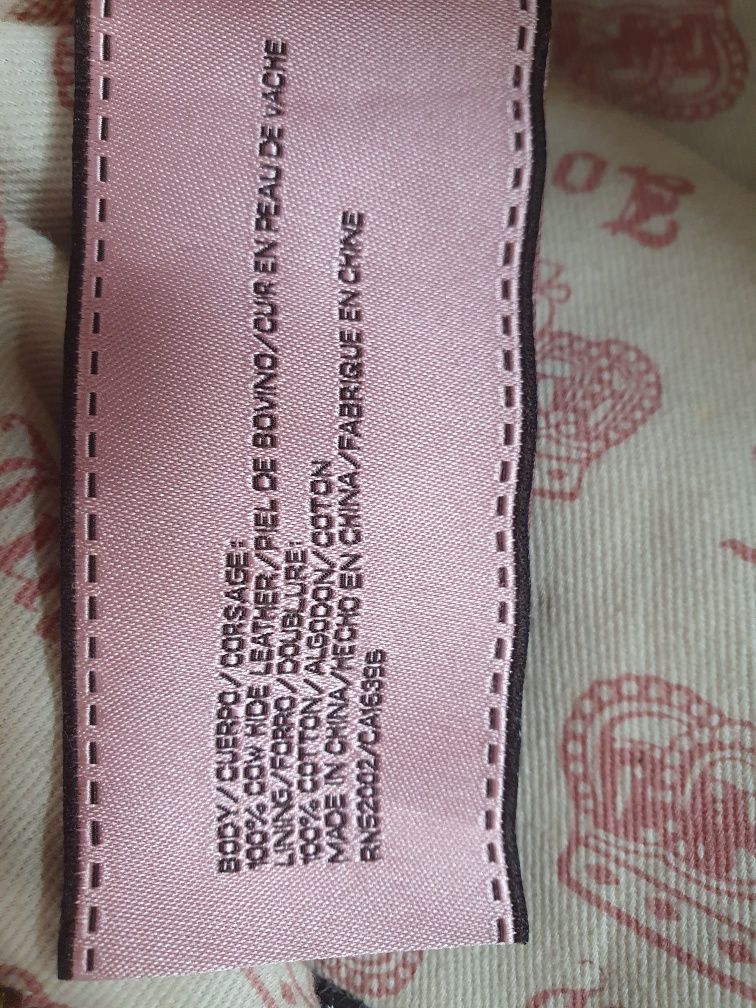 BODY/CUERPO/CORSAGE:
100% COW HIDE LEATHER/PIEL DE BOVINO/CUIR EN PEAU DE VACHE
LINING/FORRO/DOUBLURE:
100% COTTON/ALGODON/COTON
MADE IN CHINA/HECHO EN CHINA/FABRIQUE EN CHINE
RN52002/CA16396